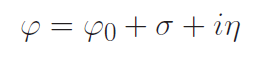 φ = φ₀ + σ + iη